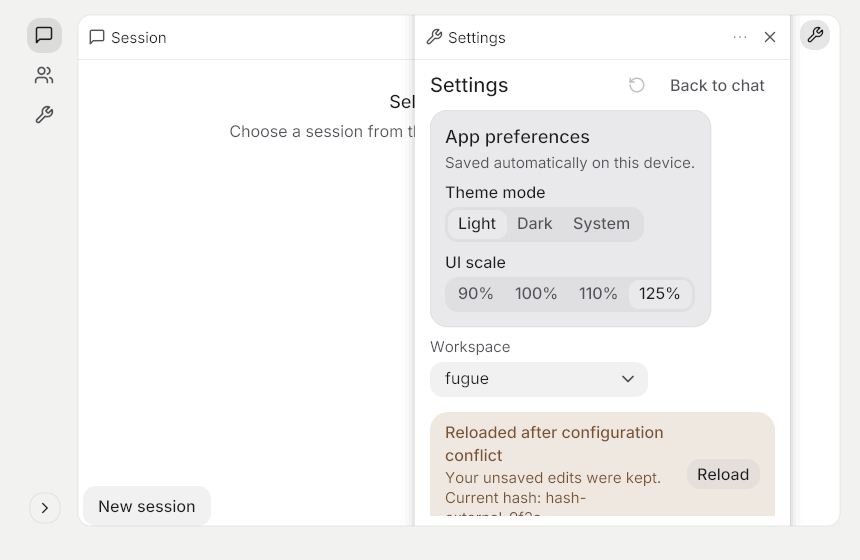 Session
Settings
Sel
Choose a session from t
Settings
Back to chat
App preferences
Saved automatically on this device.
Theme mode
Light
Dark
System
UI scale
90%
100%
110%
125%
Workspace
fugue
Reloaded after configuration
conflict
Your unsaved edits were kept.
Reload
Current hash: hash-
New session